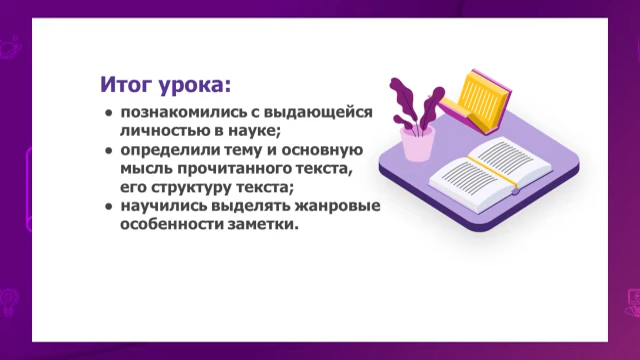 Итог урока:
● познакомились с выдающейся
личностью в науке;
● определили тему и основную
мысль прочитанного текста,
его структуру текста;
● научились выделять жанровые
особенности заметки.